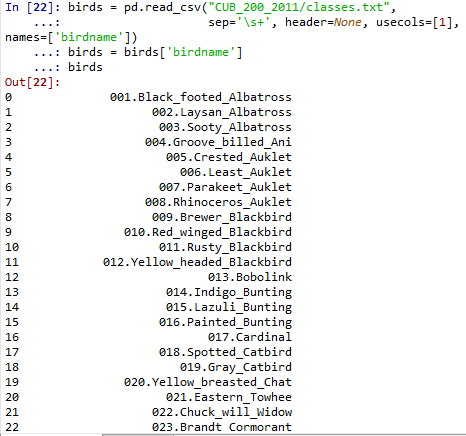 In [22]: birds = pd.read_csv("CUB_200_2011/classes.txt",
...: sep='\s+', header=None, usecols=[1],
names=['birdname'])
...: birds = birds['birdname']
...: birds
Out[22]:
0 001.Black_footed_Albatross
1 002.Laysan_Albatross
2 003.Sooty_Albatross
3 004.Groove_billed_Ani
4 005.Crested_Auklet
5 006.Least_Auklet
6 007.Parakeet_Auklet
7 008.Rhinoceros_Auklet
8 009.Brewer_Blackbird
9 010.Red_winged_Blackbird
10 011.Rusty_Blackbird
11 012.Yellow_headed_Blackbird
12 013.Bobolink
13 014.Indigo_Bunting
14 015.Lazuli_Bunting
15 016.Painted_Bunting
16 017.Cardinal
17 018.Spotted_Catbird
18 019.Gray_Catbird
19 020.Yellow_breasted_Chat
20 021.Eastern_Towhee
21 022.Chuck_will_Widow
22 023.Brandt Cormorant